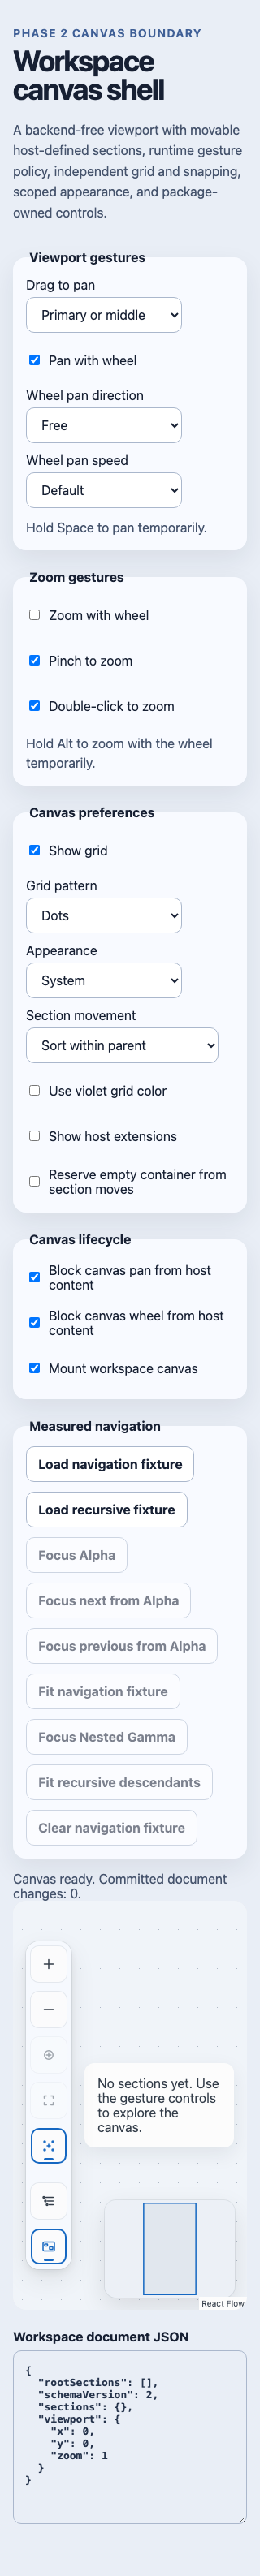 PHASE 2 CANVAS BOUNDARY
Workspace
canvas shell
A backend-free viewport with movable
host-defined sections, runtime gesture
policy, independent grid and snapping,
scoped appearance, and package-
owned controls.
Viewport gestures
Drag to pan
Primary or middle
Pan with wheel
Wheel pan direction
Free
Wheel pan speed
Default
Hold Space to pan temporarily.
Zoom gestures
Zoom with wheel
Pinch to zoom
Double-click to zoom
Hold Alt to zoom with the wheel
temporarily.
Canvas preferences
Show grid
Grid pattern
Dots
Appearance
System
Section movement
Sort within parent
Use violet grid color
Show host extensions
Reserve empty container from
section moves
Canvas lifecycle
Block canvas pan from host
content
Block canvas wheel from host
content
Mount workspace canvas
Measured navigation
Load navigation fixture
Load recursive fixture
Focus Alpha
Focus next from Alpha
Focus previous from Alpha
Fit navigation fixture
Focus Nested Gamma
Fit recursive descendants
Clear navigation fixture
Canvas ready. Committed document
changes: 0.
No sections yet. Use
the gesture controls
to explore the
canvas.
React Flow
Workspace document JSON
{
  "rootSections": [],
  "schemaVersion": 2,
  "sections": {},
  "viewport": {
    "x": 0,
    "y": 0,
    "zoom": 1
  }
}